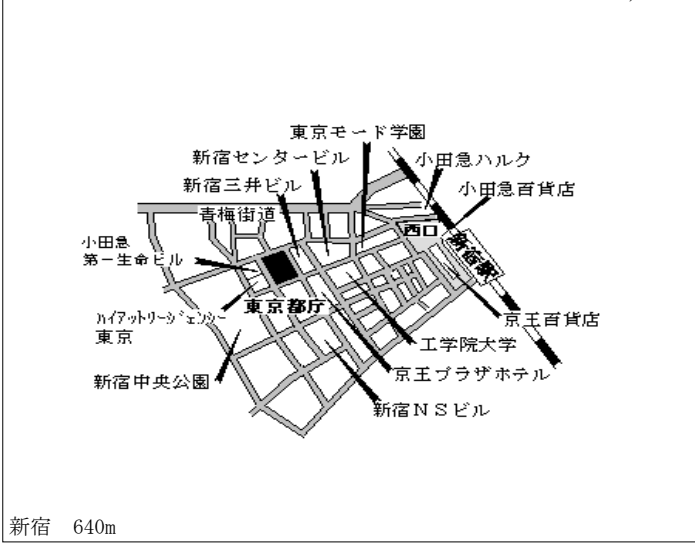 東京モード学園
新宿センタービル
小田急ハルク
新宿三井ビル
小田急百貨店
青梅街道
西口
小田急
第一生命ビル
新宿駅
東京都庁
ハイアットリージェンシー
東京
京王百貨店
工学院大学
京王プラザホテル
新宿中央公園
新宿NSビル
新宿 640m